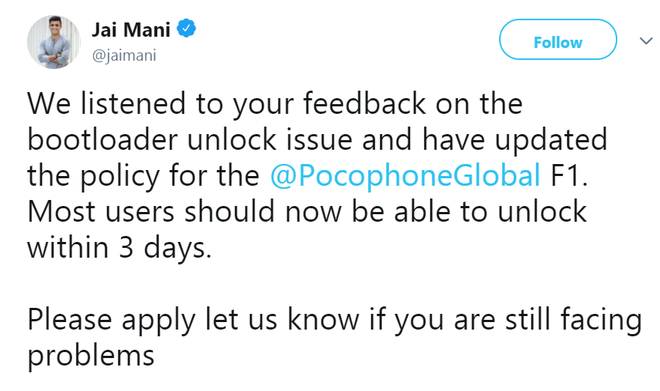 Jai Mani
@jaimani
Follow
We listened to your feedback on the
bootloader unlock issue and have updated
the policy for the @PocophoneGlobal F1.
Most users should now be able to unlock
within 3 days.
Please apply let us know if you are still facing
problems